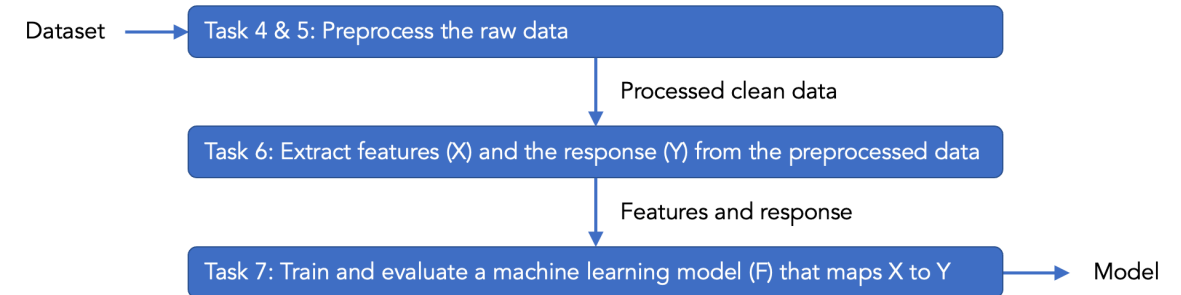 Dataset
Task 4 & 5: Preprocess the raw data
Processed clean data
Task 6: Extract features (X) and the response (Y) from the preprocessed data
Features and response
Task 7: Train and evaluate a machine learning model (F) that maps X to Y
Model